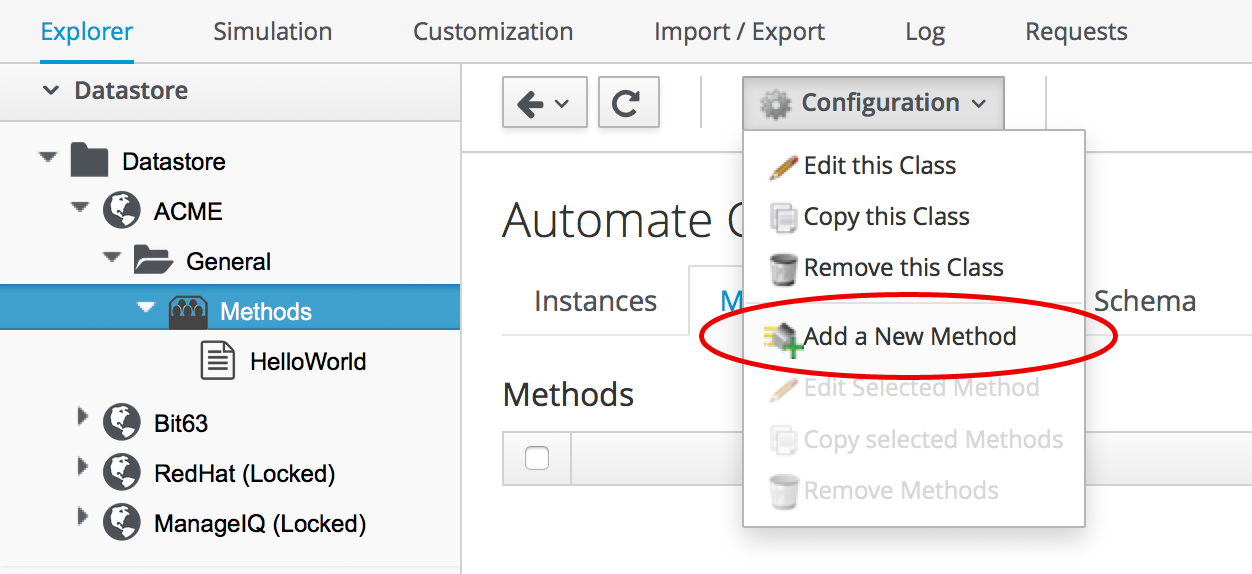 Explorer Simulation Customization Import / Export Log Requests
Datastore
Datastore
ACME
General
Methods
HelloWorld
Bit63
RedHat (Locked)
ManageIQ (Locked)
Configuration
Edit this Class
Copy this Class
Remove this Class
Add a New Method
Edit Selected Method
Copy selected Methods
Remove Methods
Automate
Instances Schema
Methods